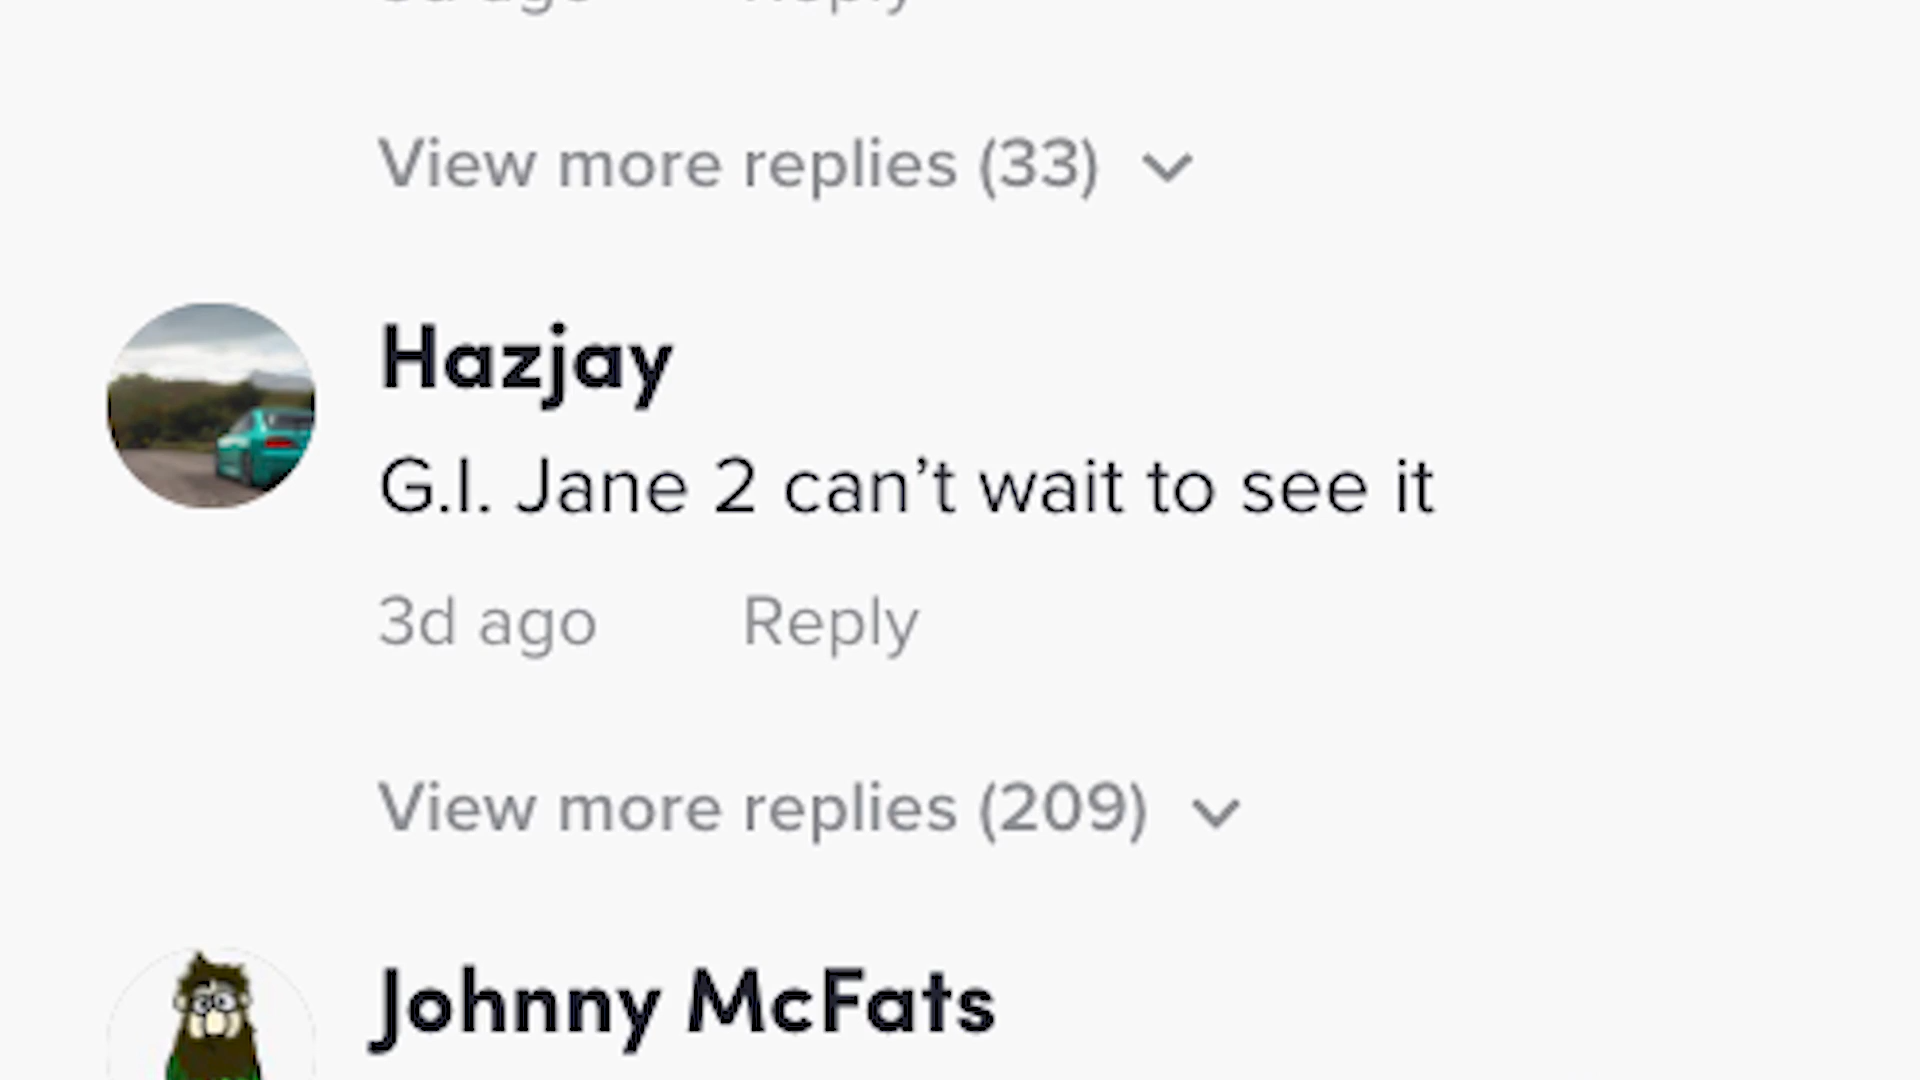 View more replies (33)
Hazjay
G.I. Jane 2 can’t wait to see it
3d ago Reply
View more replies (209)
Johnny McFats